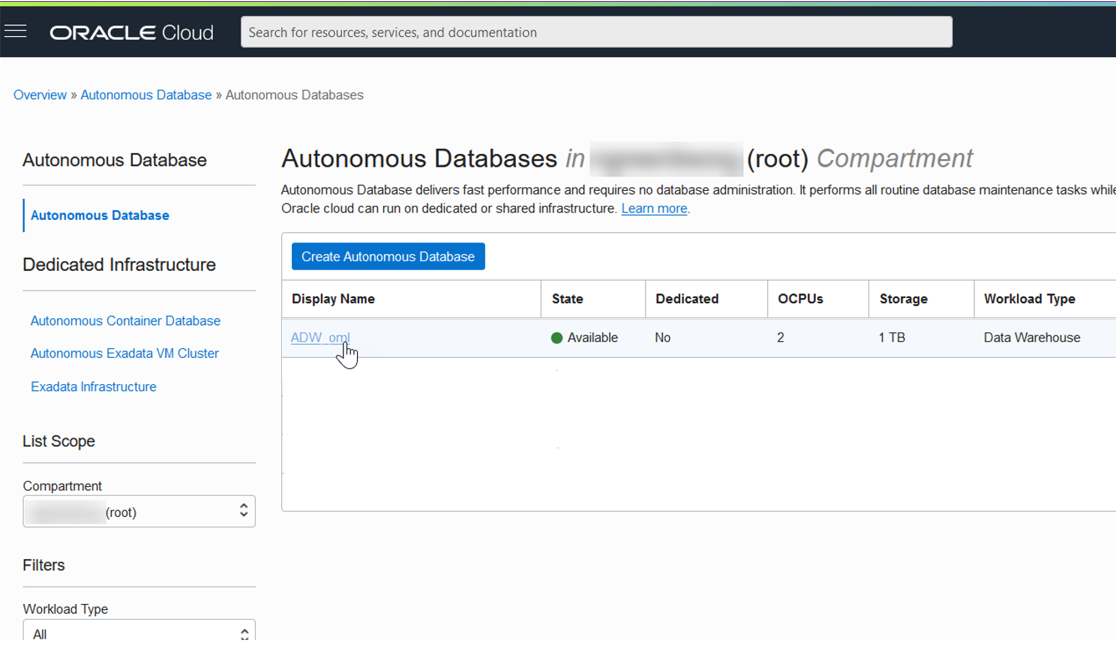 ORACLE Cloud
Search for resources, services, and documentation
Overview » Autonomous Database » Autonomous Databases
Autonomous Database
Autonomous Database
Dedicated Infrastructure
Autonomous Container Database
Autonomous Exadata VM Cluster
Exadata Infrastructure
List Scope
Compartment
(root)
Filters
Workload Type
All
Autonomous Databases in (root) Compartment
Autonomous Database delivers fast performance and requires no database administration. It performs all routine database maintenance tasks while
Oracle cloud can run on dedicated or shared infrastructure. Learn more.
Create Autonomous Database
Display Name State Dedicated OCPUs Storage Workload Type
ADW_oml Available No 2 1 TB Data Warehouse